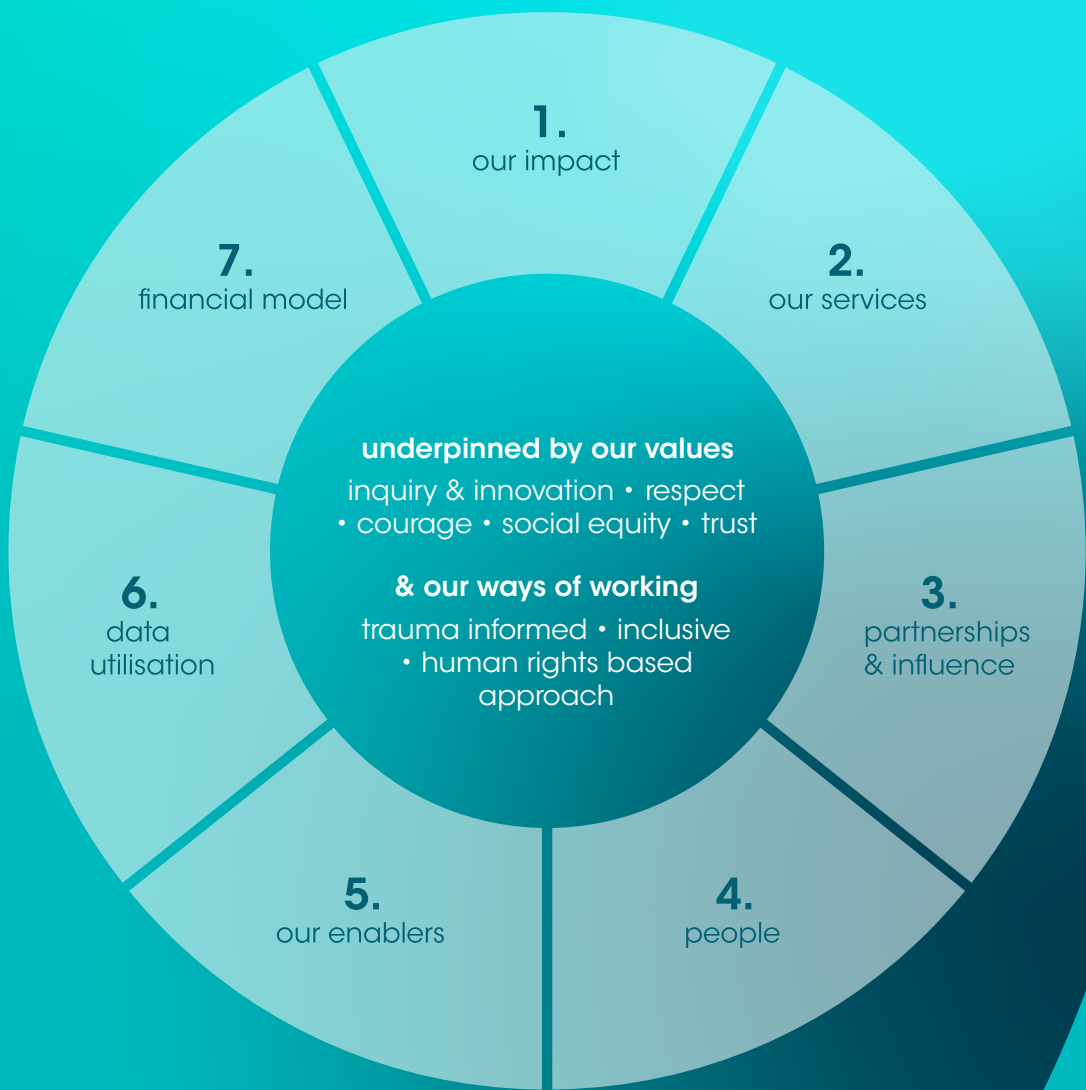 1.
our impact
2.
our services
3.
partnerships
& influence
4.
people
5.
our enablers
6.
data
utilisation
7.
financial model
underpinned by our values
inquiry & innovation • respect
• courage • social equity • trust
& our ways of working
trauma informed • inclusive
• human rights based
approach